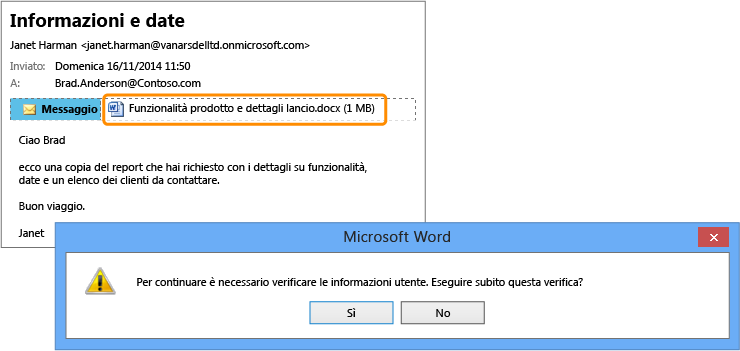 Informazioni e date
Janet Harman <janet.harman@vanarsdelltd.onmicrosoft.com>
Inviato: Domenica 16/11/2014 11:50
A: Brad.Anderson@Contoso.com
Messaggio Funzionalità prodotto e dettagli lancio.docx (1 MB)
Ciao Brad
ecco una copia del report che hai richiesto con i dettagli su funzionalità,
date e un elenco dei clienti da contattare.
Buon viaggio.
Janet
Microsoft Word
Per continuare è necessario verificare le informazioni utente. Eseguire subito questa verifica?
Sì No